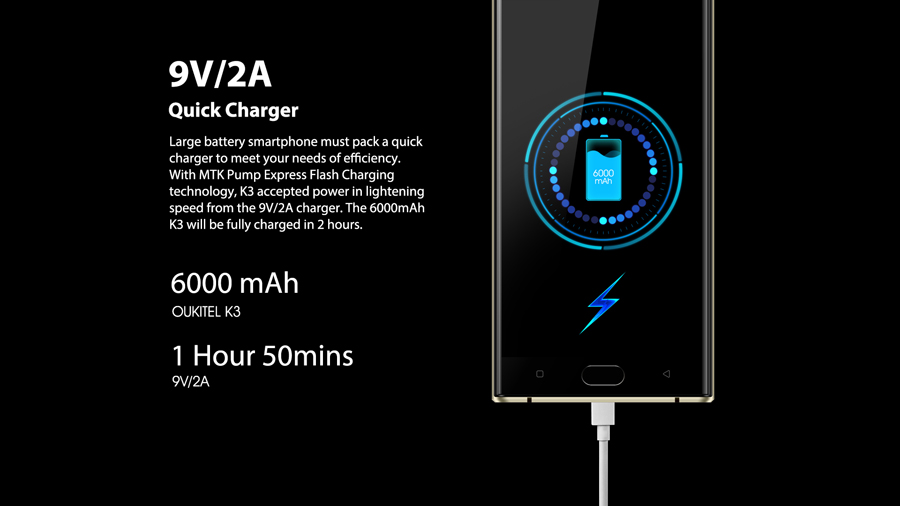 9V/2A
Quick Charger
Large battery smartphone must pack a quick
charger to meet your needs of efficiency.
With MTK Pump Express Flash Charging
technology, K3 accepted power in lightening
speed from the 9V/2A charger. The 6000mAh
K3 will be fully charged in 2 hours.
6000 mAh
OUKITEL K3
1 Hour 50mins
9V/2A
6000
mAh